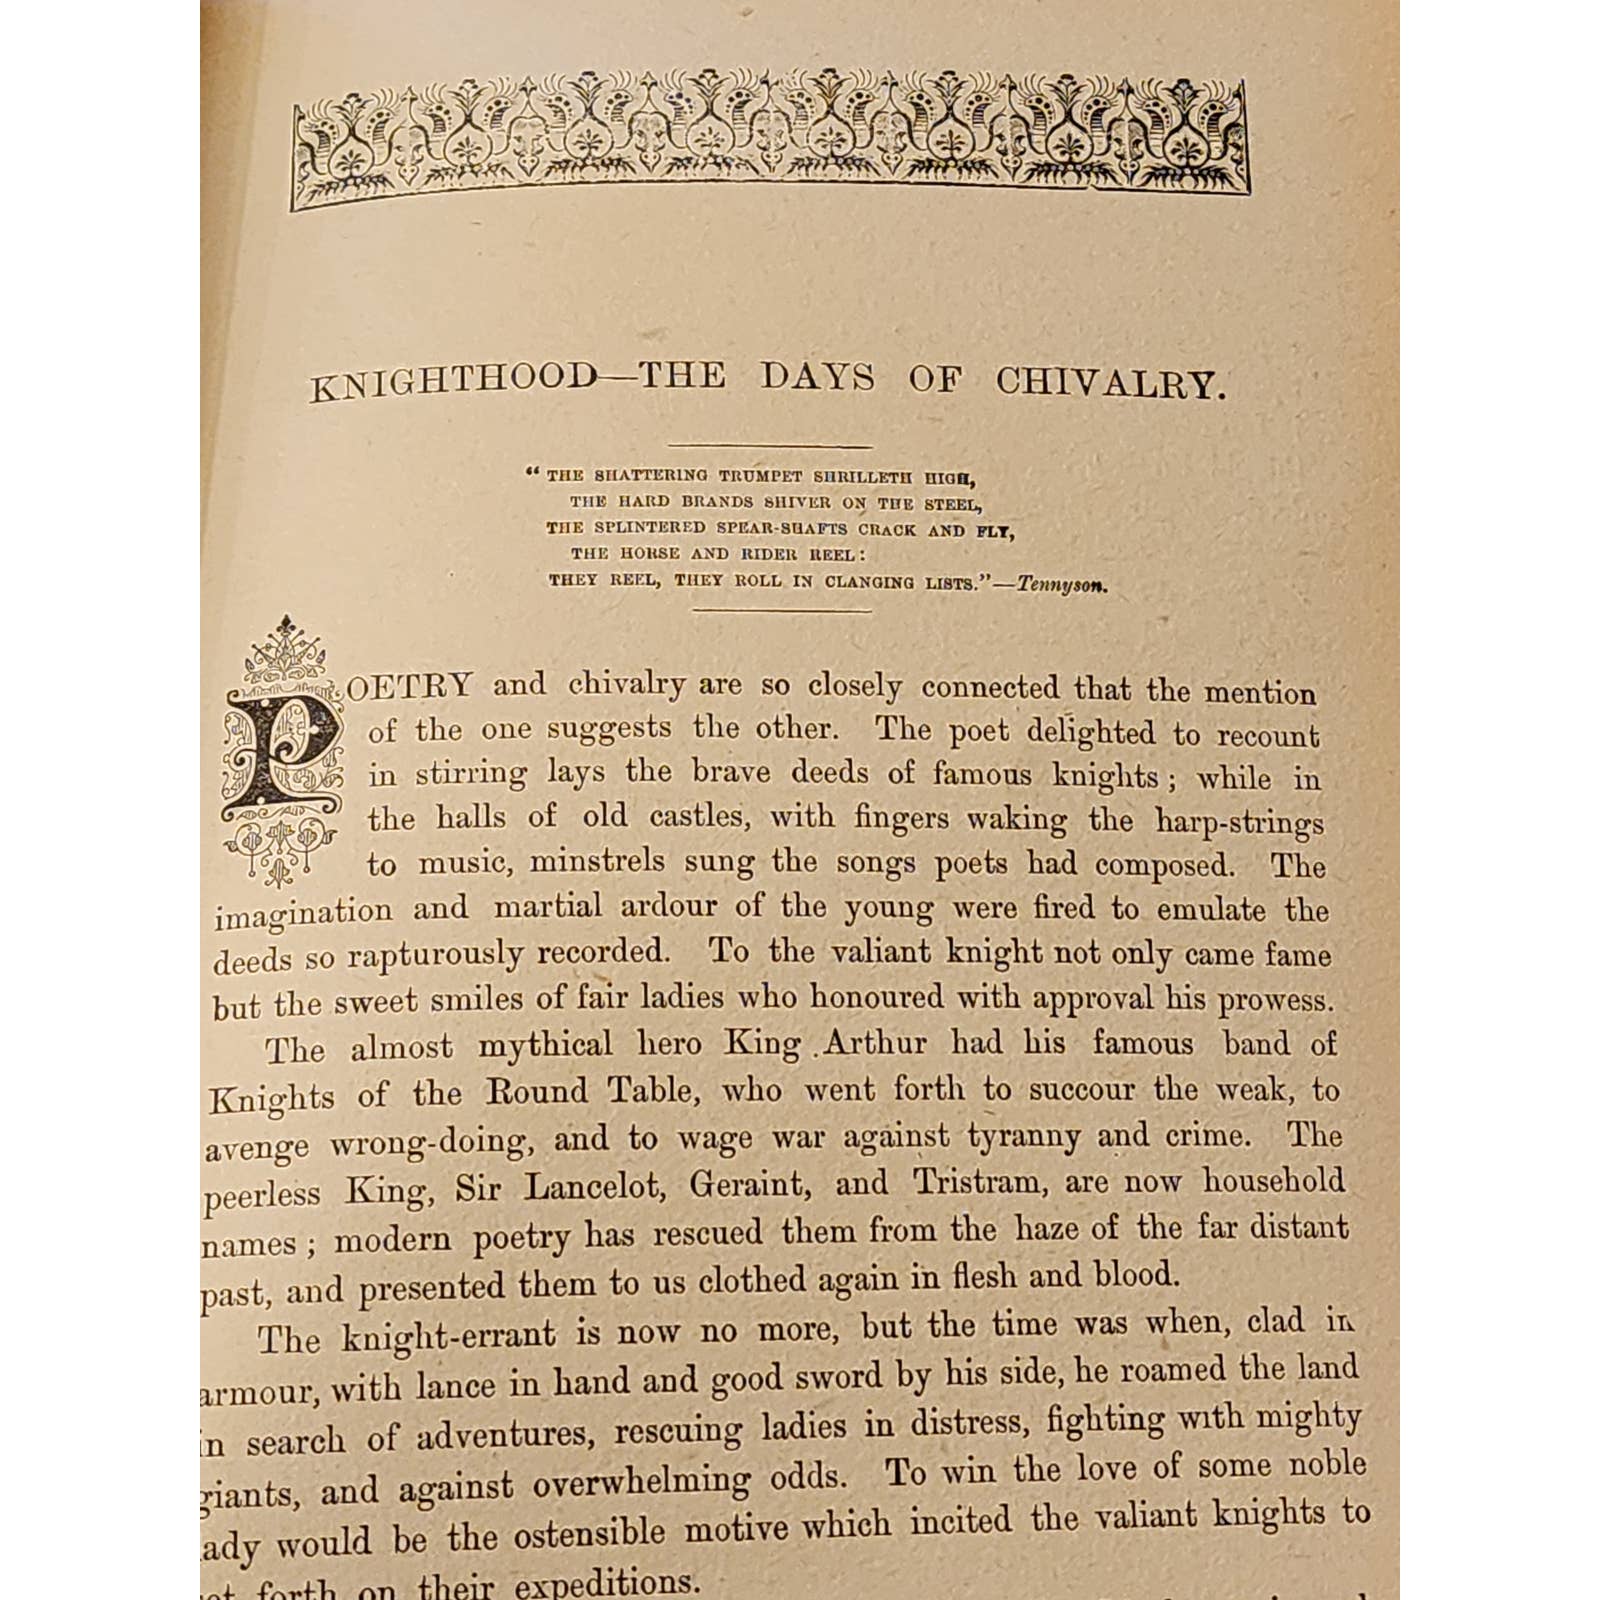 KNIGHTHOOD—THE DAYS OF CHIVALRY.
“THE SHATTERING TRUMPET SHRILLETH HIGH,
THE HARD BRANDS SHIVER ON THE STEEL,
THE SPLINTERED SPEAR-SHAFTS CRACK AND FLY,
THE HORSE AND RIDER REEL:
THEY REEL, THEY ROLL IN CLANGING LISTS.”—Tennyson.
POETRY and chivalry are so closely connected that the mention
of the one suggests the other. The poet delighted to recount
in stirring lays the brave deeds of famous knights; while in
the halls of old castles, with fingers waking the harp-strings
to music, minstrels sung the songs poets had composed. The
imagination and martial ardour of the young were fired to emulate the
deeds so rapturously recorded. To the valiant knight not only came fame
but the sweet smiles of fair ladies who honoured with approval his prowess.
The almost mythical hero King Arthur had his famous band of
Knights of the Round Table, who went forth to succour the weak, to
avenge wrong-doing, and to wage war against tyranny and crime. The
peerless King, Sir Lancelot, Geraint, and Tristram, are now household
names; modern poetry has rescued them from the haze of the far distant
past, and presented them to us clothed again in flesh and blood.
The knight-errant is now no more, but the time was when, clad in
armour, with lance in hand and good sword by his side, he roamed the land
in search of adventures, rescuing ladies in distress, fighting with mighty
giants, and against overwhelming odds. To win the love of some noble
lady would be the ostensible motive which incited the valiant knights to
forth on their expeditions.